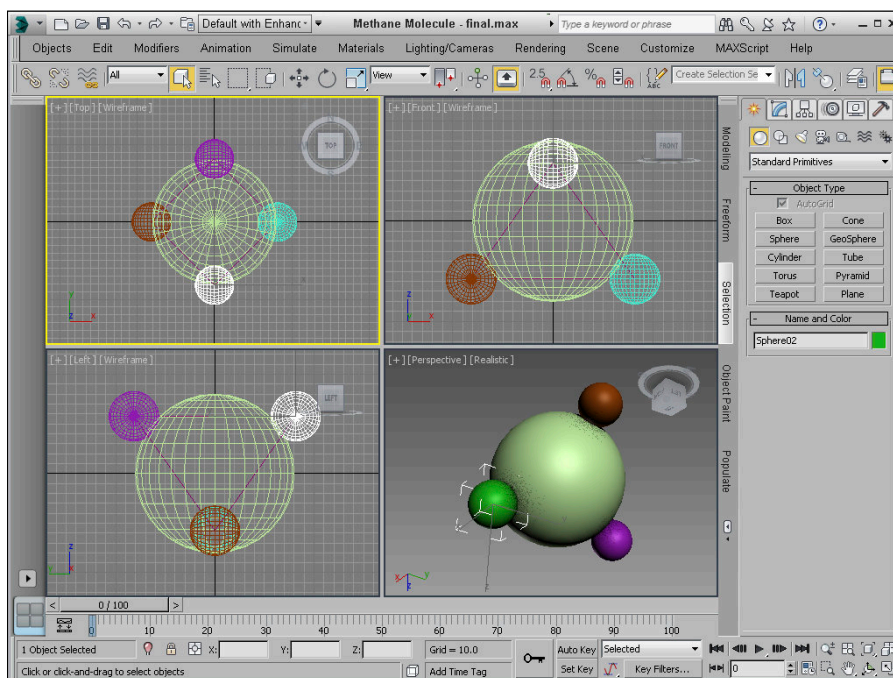 Default with Enhanc
Methane Molecule - final.max
Type a keyword or phrase
Objects Edit Modifiers Animation Simulate Materials Lighting/Cameras Rendering Scene Customize MAXScript Help
All
View
2.5
%
ABC
Create Selection Se
[+] [Top] [Wireframe]
TOP
[+] [Front] [Wireframe]
FRONT
[+] [Left] [Wireframe]
LEFT
[+] [Perspective] [Realistic]
Modeling
Freeform
Selection
Object Paint
Populate
Standard Primitives
- Object Type
AutoGrid
Box Cone
Sphere GeoSphere
Cylinder Tube
Torus Pyramid
Teapot Plane
- Name and Color
Sphere02
< 0 / 100 >
0 10 20 30 40 50 60 70 80 90 100
1 Object Selected X: Y: Z: Grid = 10.0 Auto Key Selected
Click or click-and-drag to select objects Add Time Tag Set Key Key Filters... 0